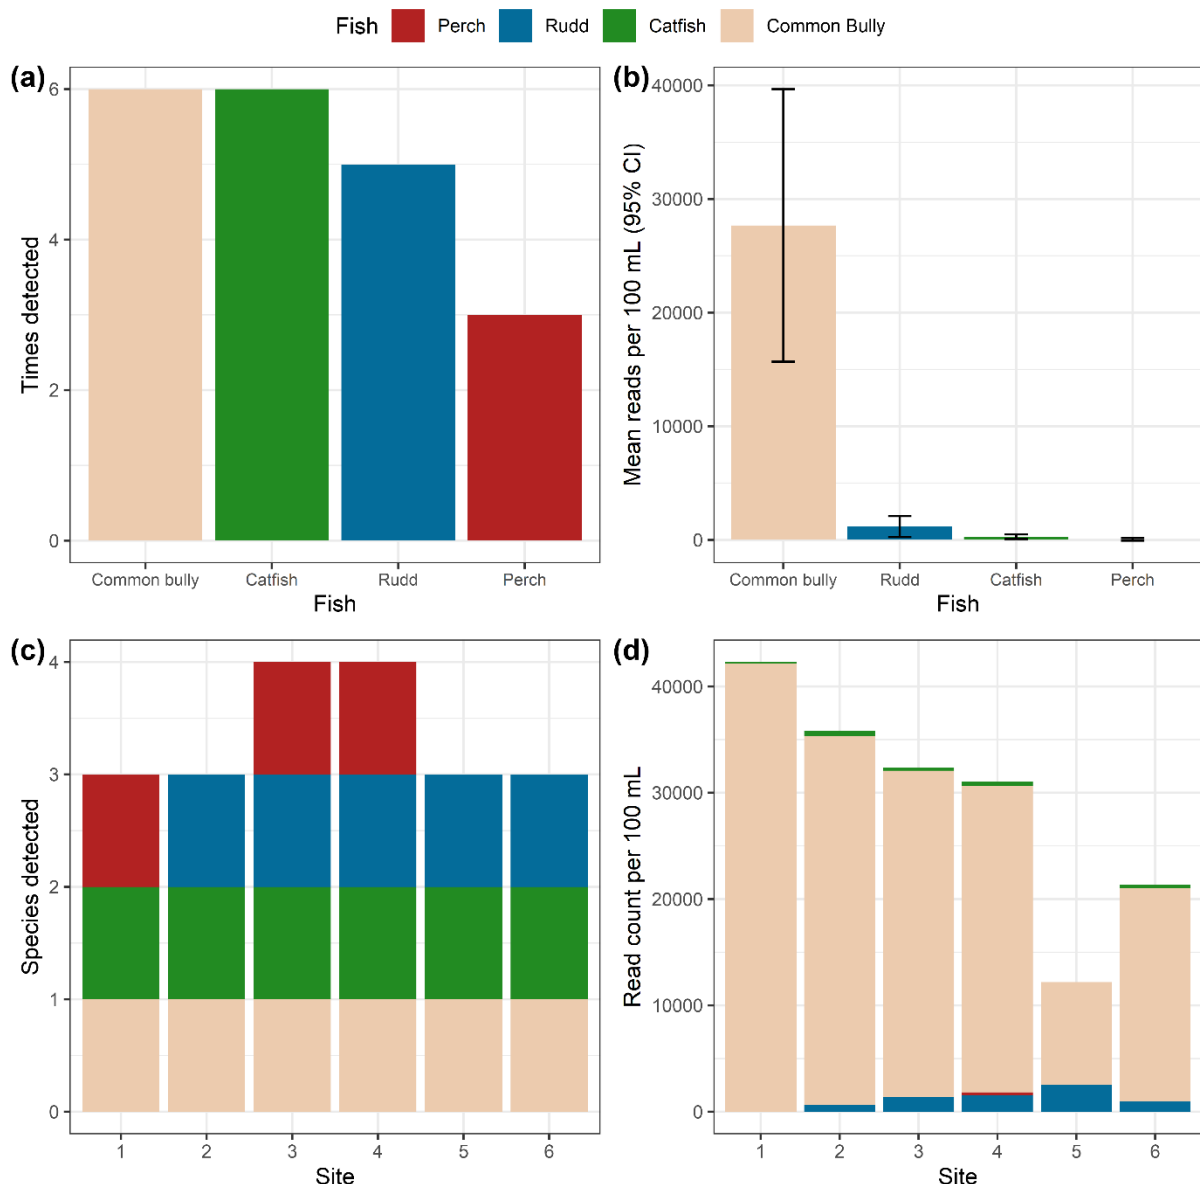 Fish Perch Rudd Catfish Common Bully
(a)
Times detected
6
4
2
0
Common bully Catfish Rudd Perch
Fish
(b)
Mean reads per 100 mL (95% CI)
40000
30000
20000
10000
0
Common bully Rudd Catfish Perch
Fish
(c)
Species detected
4
3
2
1
0
1 2 3 4 5 6
Site
(d)
Read count per 100 mL
40000
30000
20000
10000
0
1 2 3 4 5 6
Site